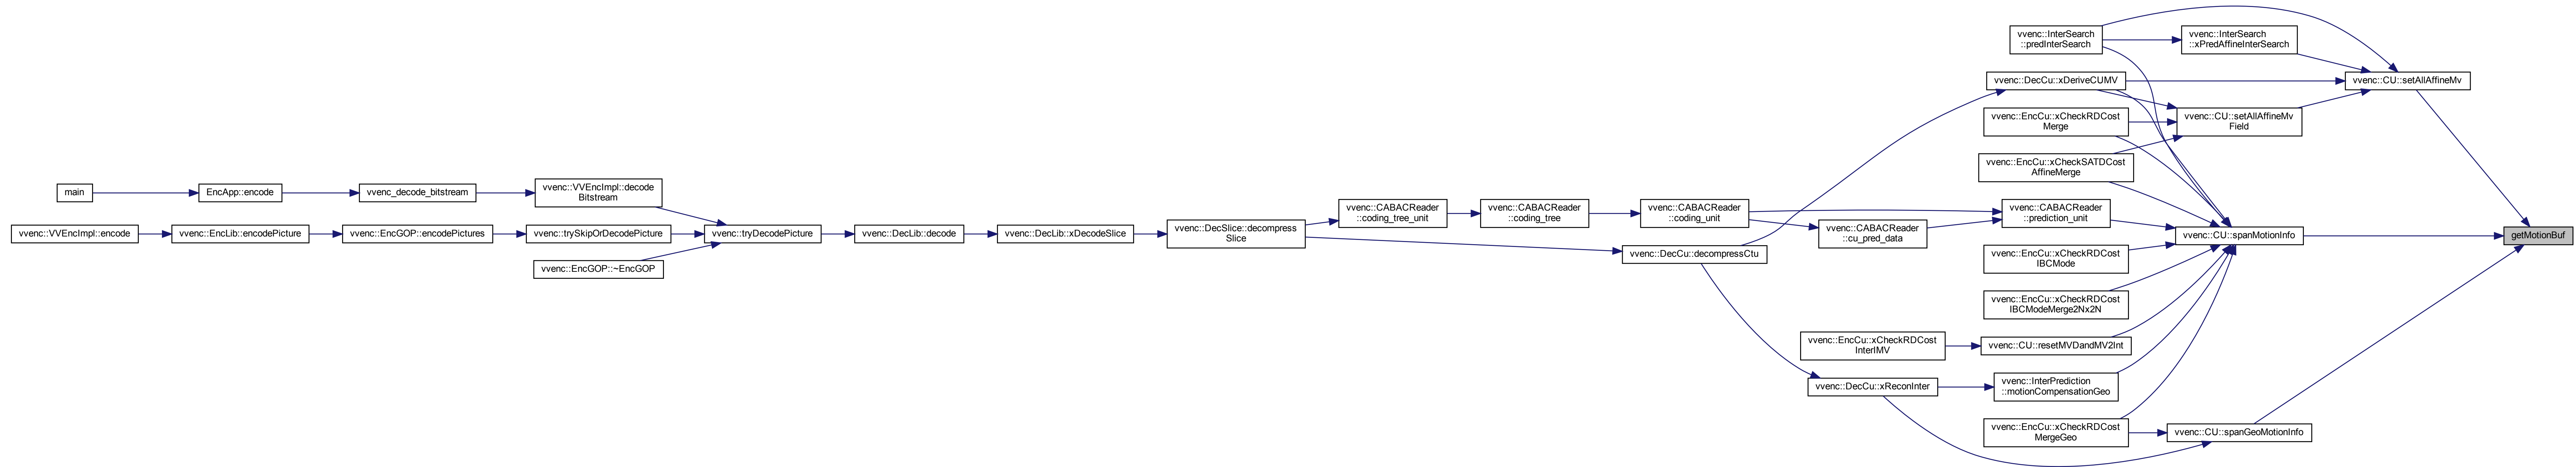 main
vvenc::VVEncImpl::encode
EncApp::encode
vvenc::EncLib::encodePicture
vvenc_decode_bitstream
vvenc::EncGOP::encodePictures
vvenc::VVEncImpl::decode
Bitstream
vvenc::trySkipOrDecodePicture
vvenc::EncGOP::~EncGOP
vvenc::tryDecodePicture
vvenc::DecLib::decode
vvenc::DecLib::xDecodeSlice
vvenc::DecSlice::decompress
Slice
vvenc::CABACReader
::coding_tree_unit
vvenc::CABACReader
::coding_tree
vvenc::CABACReader
::coding_unit
vvenc::DecCu::decompressCtu
vvenc::CABACReader
::cu_pred_data
vvenc::EncCu::xCheckRDCost
InterIMV
vvenc::DecCu::xReconInter
vvenc::InterSearch
::predInterSearch
vvenc::DecCu::xDeriveCUMV
vvenc::EncCu::xCheckRDCost
Merge
vvenc::EncCu::xCheckSATDCost
AffineMerge
vvenc::CABACReader
::prediction_unit
vvenc::EncCu::xCheckRDCost
IBCMode
vvenc::EncCu::xCheckRDCost
IBCModeMerge2Nx2N
vvenc::CU::resetMVDandMV2Int
vvenc::InterPrediction
::motionCompensationGeo
vvenc::EncCu::xCheckRDCost
MergeGeo
vvenc::InterSearch
::xPredAffineInterSearch
vvenc::CU::setAllAffineMv
Field
vvenc::CU::spanMotionInfo
vvenc::CU::spanGeoMotionInfo
vvenc::CU::setAllAffineMv
getMotionBuf